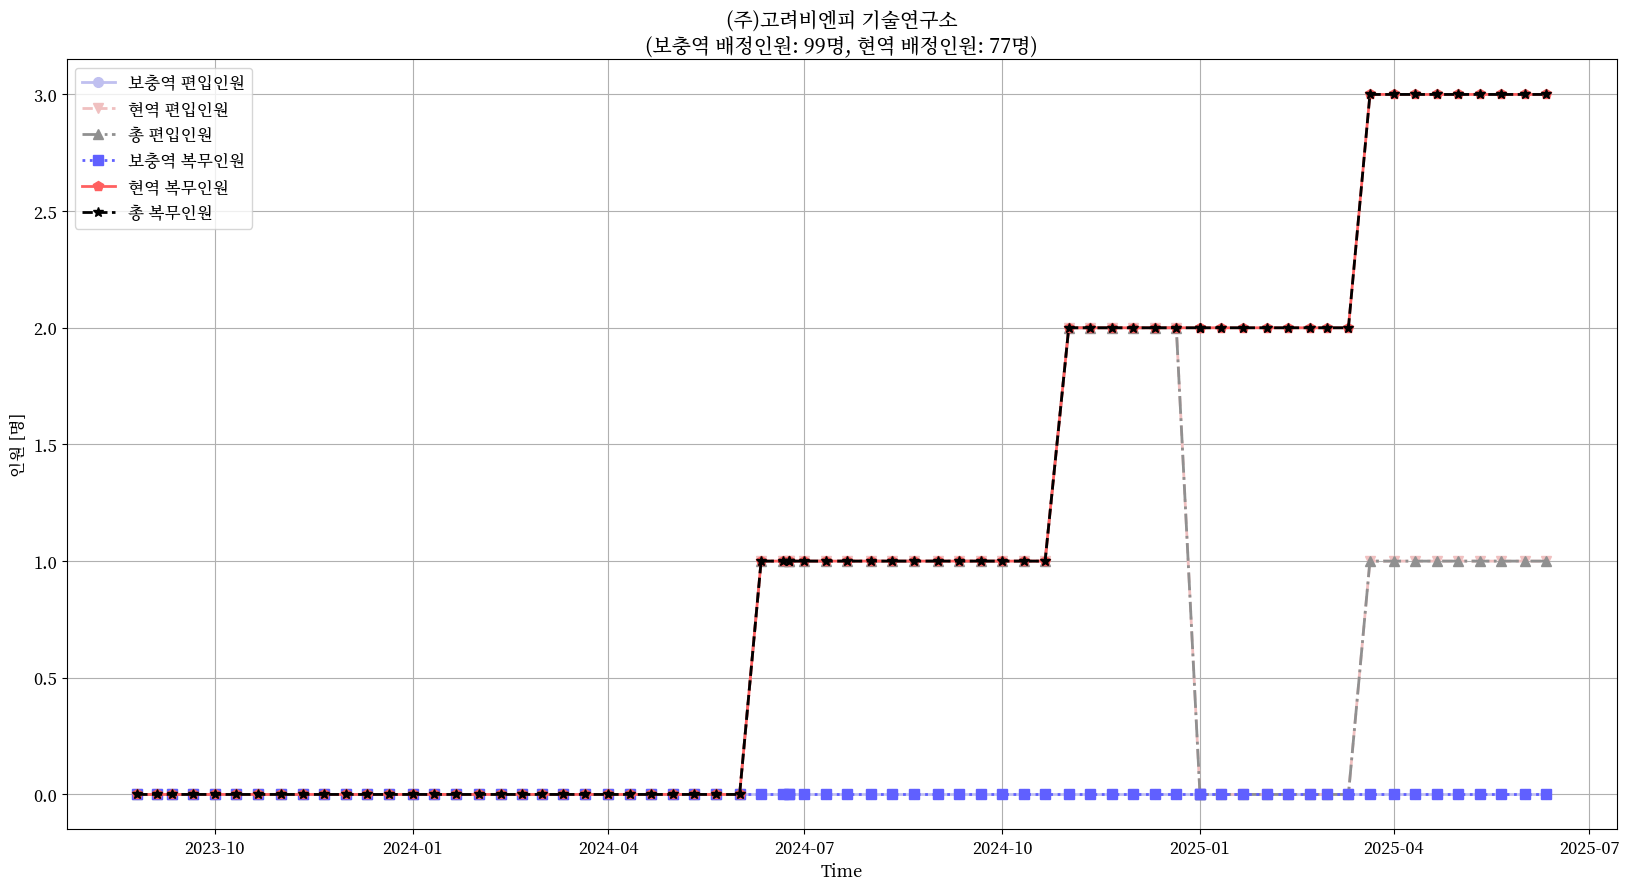 (주)고려비엔피 기술연구소
(보충역 배정인원: 99명, 현역 배정인원: 77명)
보충역 편입인원
현역 편입인원
총 편입인원
보충역 복무인원
현역 복무인원
총 복무인원
인원 [명]
3.0
2.5
2.0
1.5
1.0
0.5
0.0
2023-10
2024-01
2024-04
2024-07
2024-10
2025-01
2025-04
2025-07
Time